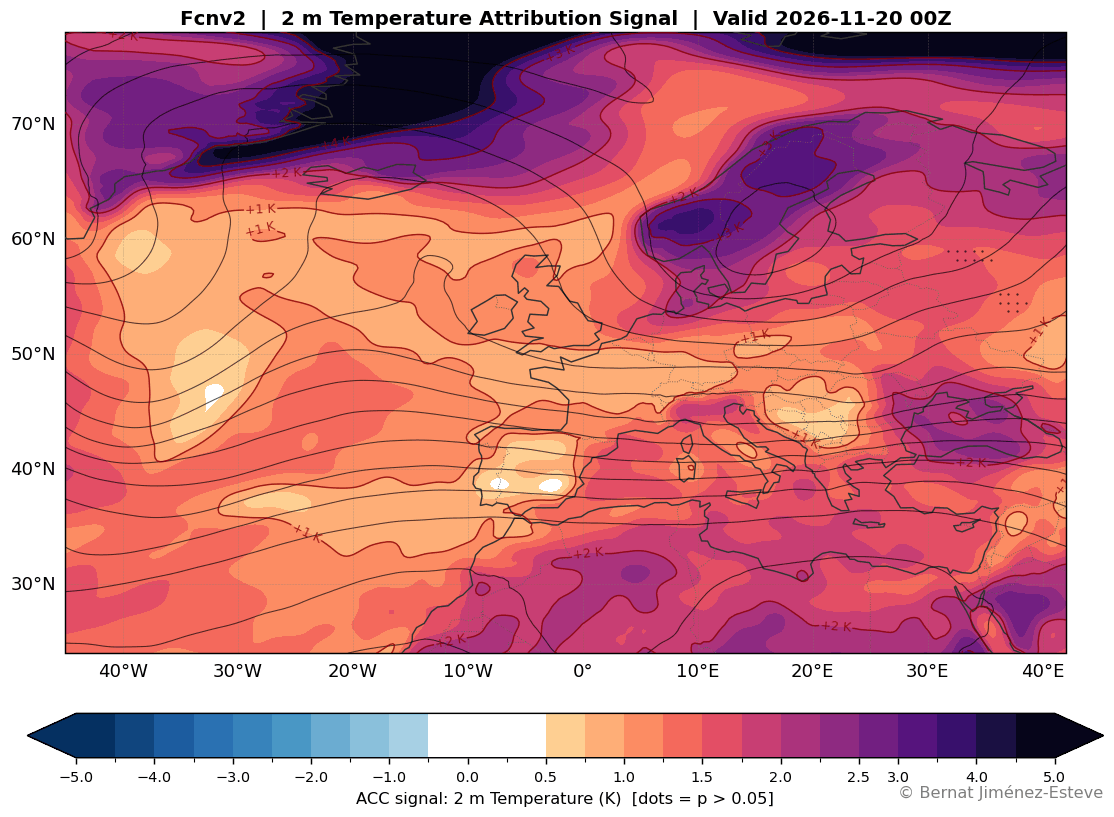 Fcnv2 | 2 m Temperature Attribution Signal | Valid 2026-11-20 00Z
70°N
60°N
50°N
40°N
30°N
+2 K
+1 K
+1 K
+2 K
+1 K
+1 K
+1 K
+2 K
+1 K
+2 K
+2 K
+2 K
40°W 30°W 20°W 10°W 0° 10°E 20°E 30°E 40°E
−5.0 −4.0 −3.0 −2.0 −1.0 0.0 0.5 1.0 1.5 2.0 2.5 3.0 4.0 5.0
ACC signal: 2 m Temperature (K) [dots = p > 0.05]
© Bernat Jiménez-Esteve